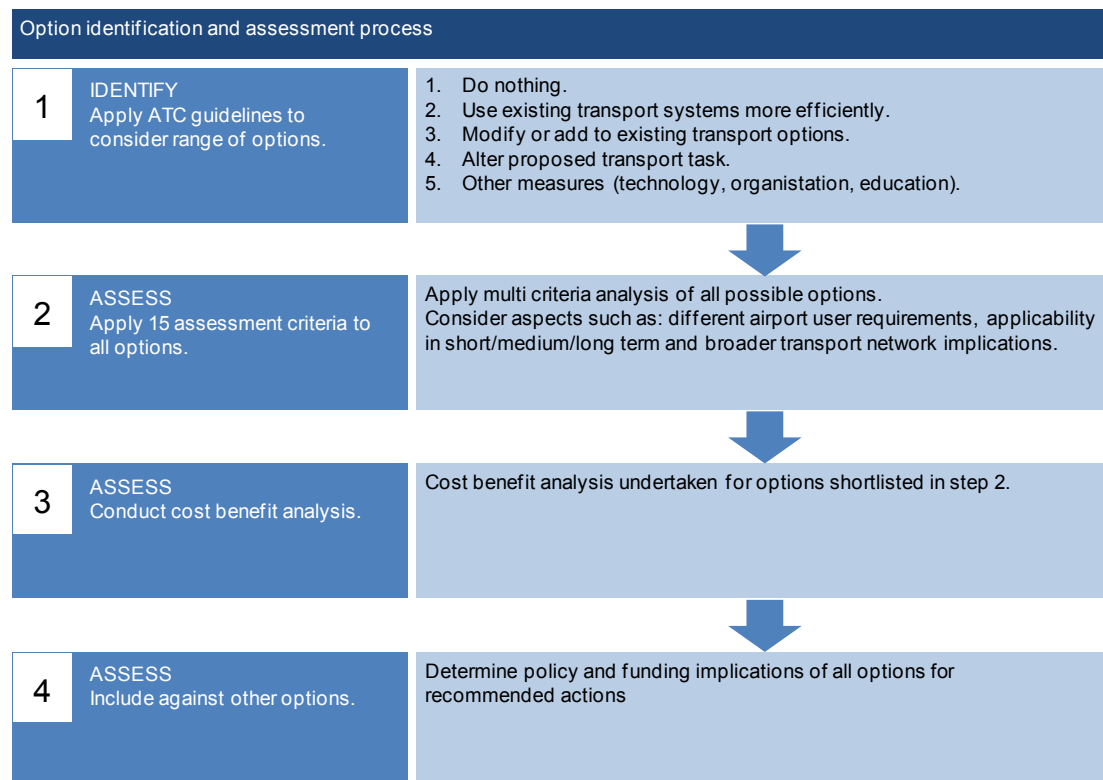 Option identification and assessment process
1
IDENTIFY
Apply ATC guidelines to
consider range of options.
1. Do nothing.
2. Use existing transport systems more efficiently.
3. Modify or add to existing transport options.
4. Alter proposed transport task.
5. Other measures (technology, organistation, education).
2
ASSESS
Apply 15 assessment criteria to
all options.
Apply multi criteria analysis of all possible options.
Consider aspects such as: different airport user requirements, applicability
in short/medium/long term and broader transport network implications.
3
ASSESS
Conduct cost benefit analysis.
Cost benefit analysis undertaken for options shortlisted in step 2.
4
ASSESS
Include against other options.
Determine policy and funding implications of all options for
recommended actions